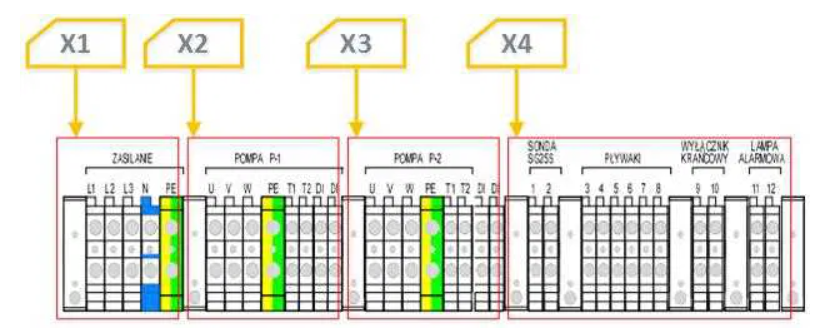 X1 X2 X3 X4
ZASILANIE POMPA P-1 POMPA P-2 SONDA SG25S PŁYWAKI WYŁĄCZNIK KRAŃCOWY LAMPA ALARMOWA
L1 L2 L3 N PE U V W PE T1 T2 DI DI U V W PE T1 T2 DI DI 1 2 3 4 5 6 7 8 9 10 11 12